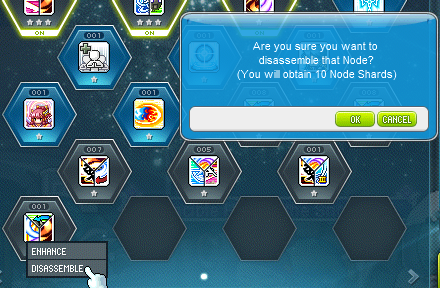 ON
ON
Are you sure you want to
disassemble that Node?
(You will obtain 10 Node Shards)
OK
CANCEL
001
001
001
007
005
001
001
ENHANCE
DISASSEMBLE